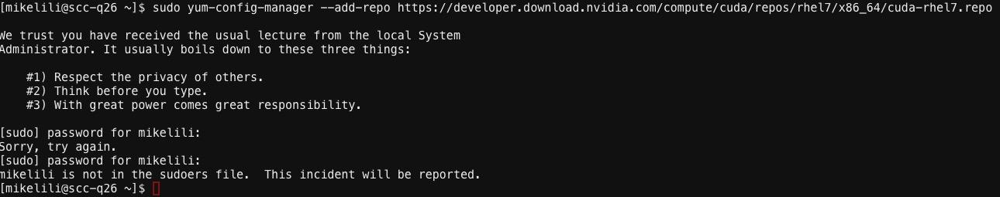 [mikelili@scc-q26 ~]$ sudo yum-config-manager --add-repo https://developer.download.nvidia.com/compute/cuda/repos/rhel7/x86_64/cuda-rhel7.repo
We trust you have received the usual lecture from the local System
Administrator. It usually boils down to these three things:
#1) Respect the privacy of others.
#2) Think before you type.
#3) With great power comes great responsibility.
[sudo] password for mikelili:
Sorry, try again.
[sudo] password for mikelili:
mikelili is not in the sudoers file.  This incident will be reported.
[mikelili@scc-q26 ~]$